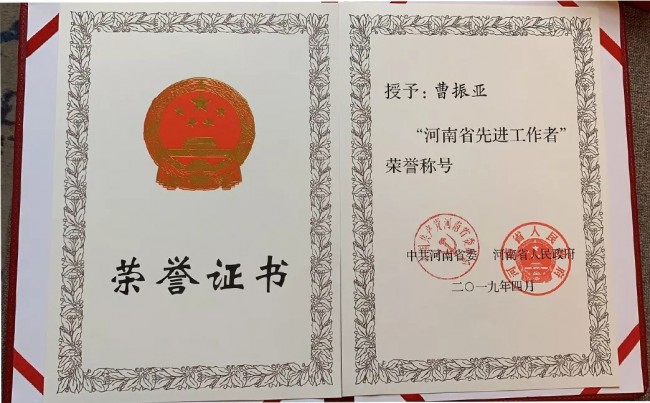 荣誉证书
授予：曹振亚
“河南省先进工作者”
荣誉称号
中共河南省委 河南省人民政府
二〇一九年四月